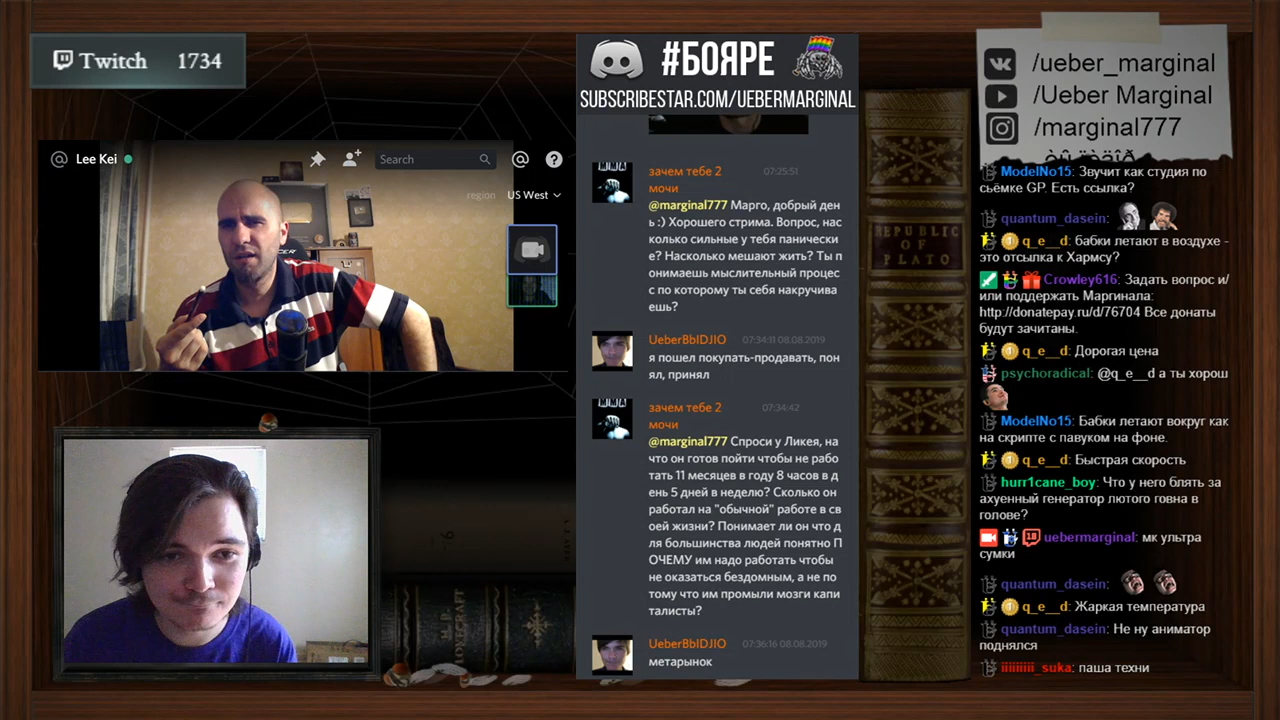 Twitch 1734
@ Lee Kei
Search
region US West
#БОЯРЕ
SUBSCRIBESTAR.COM/UEBERMARGINAL
зачем тебе 2 мочи 07:25:51
@marginal777 Марго, добрый ден
ь :) Хорошего стрима. Вопрос, нас
колько сильные у тебя панически
е? Насколько мешают жить? Ты п
онимаешь мыслительный процес
с по которому ты себя накручива
ешь?
UeberBbIDJIO 07:34:11 08.08.2019
я пошел покупать-продавать, пон
ял, принял
зачем тебе 2 мочи 07:34:42
@marginal777 Спроси у Ликея, на
что он готов пойти чтобы не рабо
тать 11 месяцев в году 8 часов в д
ень 5 дней в неделю? Сколько он
работал на "обычной" работе в св
оей жизни? Понимает ли он что д
ля большинства людей понятно П
ОЧЕМУ им надо работать чтобы
не оказаться бездомным, а не по
тому что им промыли мозги капи
талисты?
UeberBbIDJIO 07:36:16 08.08.2019
метарынок
REPUBLIC
OF
PLATO
H.P.
LOVECRAFT
/ueber_marginal
/Ueber Marginal
/marginal777
ModelNo15: Звучит как студия по
сьёмке GP. Есть ссылка?
quantum_dasein:
q_e__d: бабки летают в воздухе -
это отсылка к Хармсу?
Crowley616: Задать вопрос и/
или поддержать Маргинала:
http://donatepay.ru/d/76704 Все донаты
будут зачитаны.
q_e__d: Дорогая цена
psychoradical: @q_e__d а ты хорош
ModelNo15: Бабки летают вокруг как
на скрипте с павуком на фоне.
q_e__d: Быстрая скорость
hurr1cane_boy: Что у него блять за
ахуенный генератор лютого говна в
голове?
uebermarginal: мк ультра
сумки
quantum_dasein:
q_e__d: Жаркая температура
quantum_dasein: Не ну аниматор
поднялся
iiiiiiiii_suka: паша техни